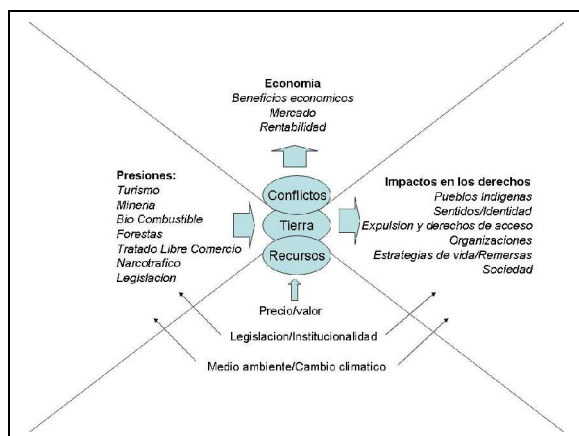 Economia
Beneficios economicos
Mercado
Rentabilidad
Presiones:
Turismo
Mineria
Bio Combustible
Forestas
Tratado Libre Comercio
Narcotrafico
Legislacion
Conflictos
Tierra
Recursos
Impactos en los derechos
Pueblos Indigenas
Sentidos/Identidad
Expulsion y derechos de acceso
Organizaciones
Estrategias de vida/Remersas
Sociedad
Precio/valor
Legislacion/Institucionalidad
Medio ambiente/Cambio climatico